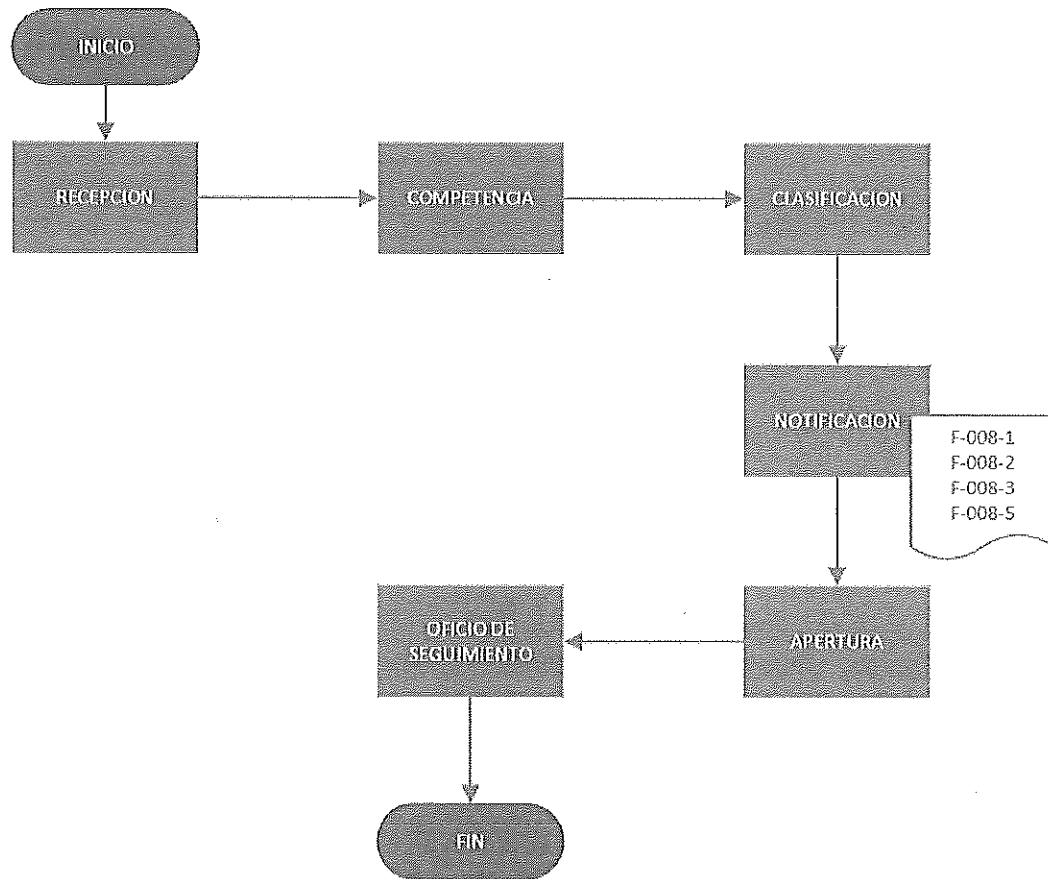 INICIO
RECEPCION
COMPETENCIA
CLASIFICACION
NOTIFICACION
F-008-1
F-008-2
F-008-3
F-008-5
APERTURA
OFICIO DE
SEGUIMIENTO
FIN